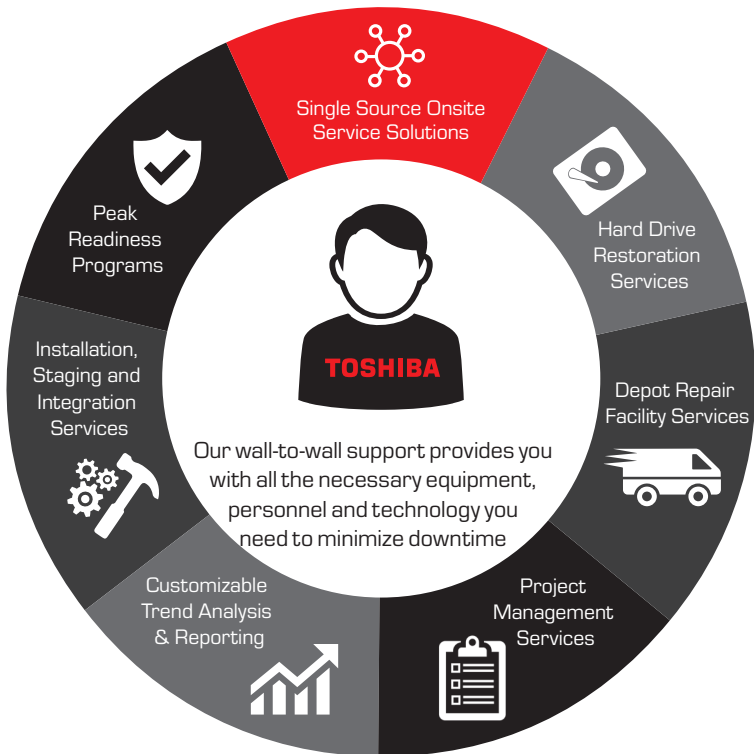 Single Source Onsite
Service Solutions
Hard Drive
Restoration
Services
Depot Repair
Facility Services
Project
Management
Services
Customizable
Trend Analysis
& Reporting
Installation,
Staging and
Integration
Services
Peak
Readiness
Programs
TOSHIBA
Our wall-to-wall support provides you
with all the necessary equipment,
personnel and technology you
need to minimize downtime